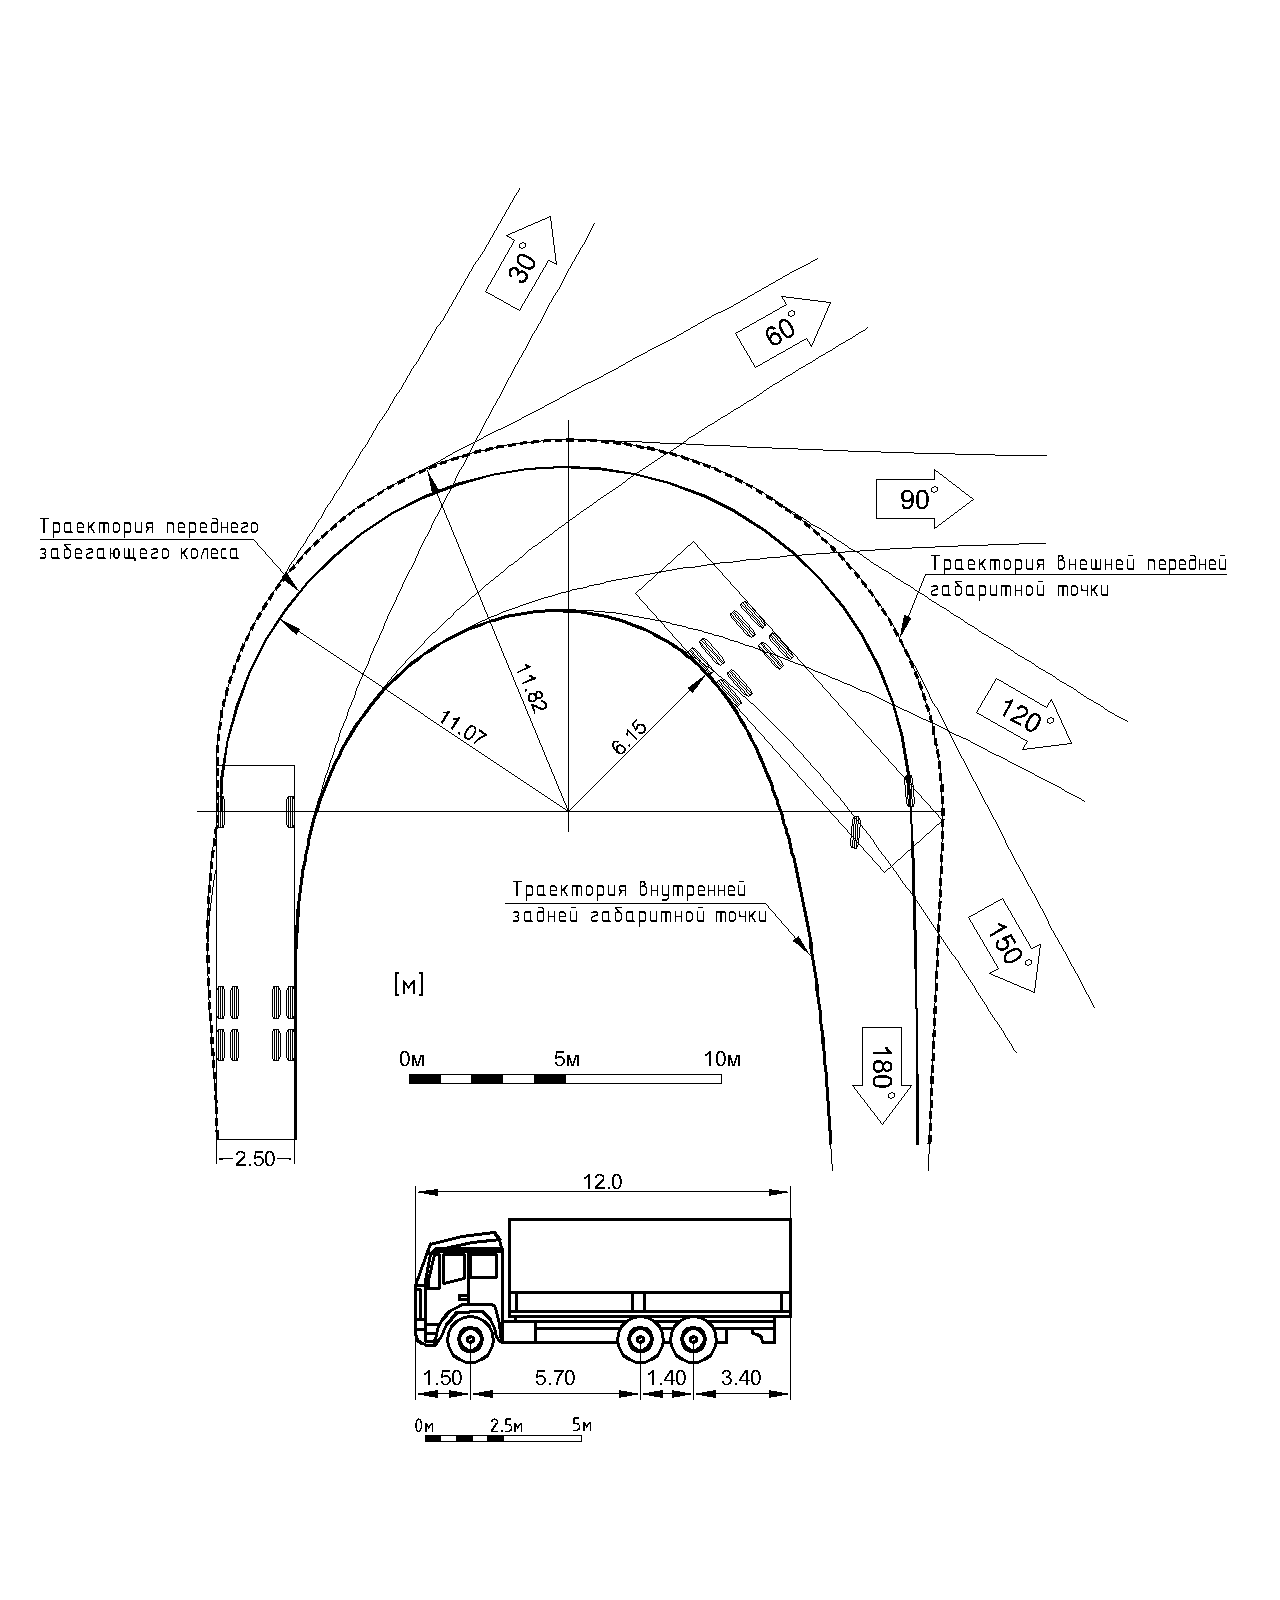 30°
60°
90°
Траектория переднего
забегающего колеса
Траектория внешней передней
габаритной точки
11.82
11.07
6.15
120°
Траектория внутренней
задней габаритной точки
150°
[м]
0м 5м 10м
180°
2.50
12.0
1.50 5.70 1.40 3.40
0м 2.5м 5м